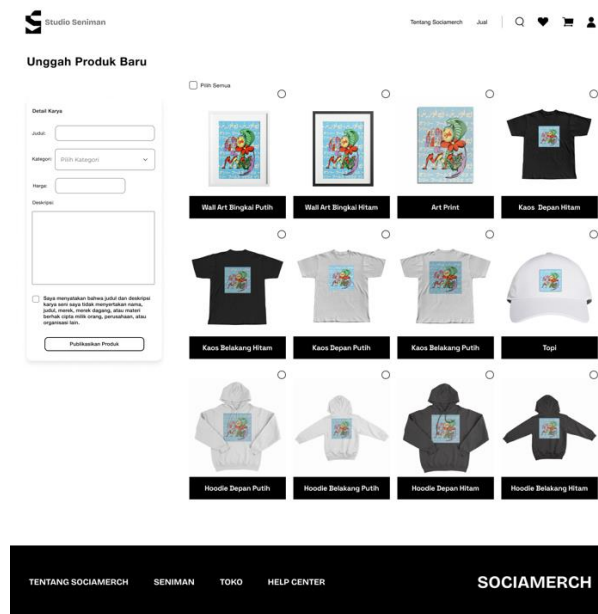 Studio Seniman
Tentang Sociamerch
Jual
Unggah Produk Baru
Detail Karya
Judul:
Kategori:
Pilih Kategori
Harga:
Deskripsi:
Saya menyatakan bahwa judul dan deskripsi
karya seni saya tidak menyertakan nama,
judul, merek, merek dagang, atau materi
berhak cipta milik orang, perusahaan, atau
organisasi lain.
Publikasikan Produk
Pilih Semua
Wall Art Bingkai Putih
Wall Art Bingkai Hitam
Art Print
Kaos Depan Hitam
Kaos Belakang Hitam
Kaos Depan Putih
Kaos Belakang Putih
Topi
Hoodie Depan Putih
Hoodie Belakang Putih
Hoodie Depan Hitam
Hoodie Belakang Hitam
TENTANG SOCIAMERCH
SENIMAN
TOKO
HELP CENTER
SOCIAMERCH